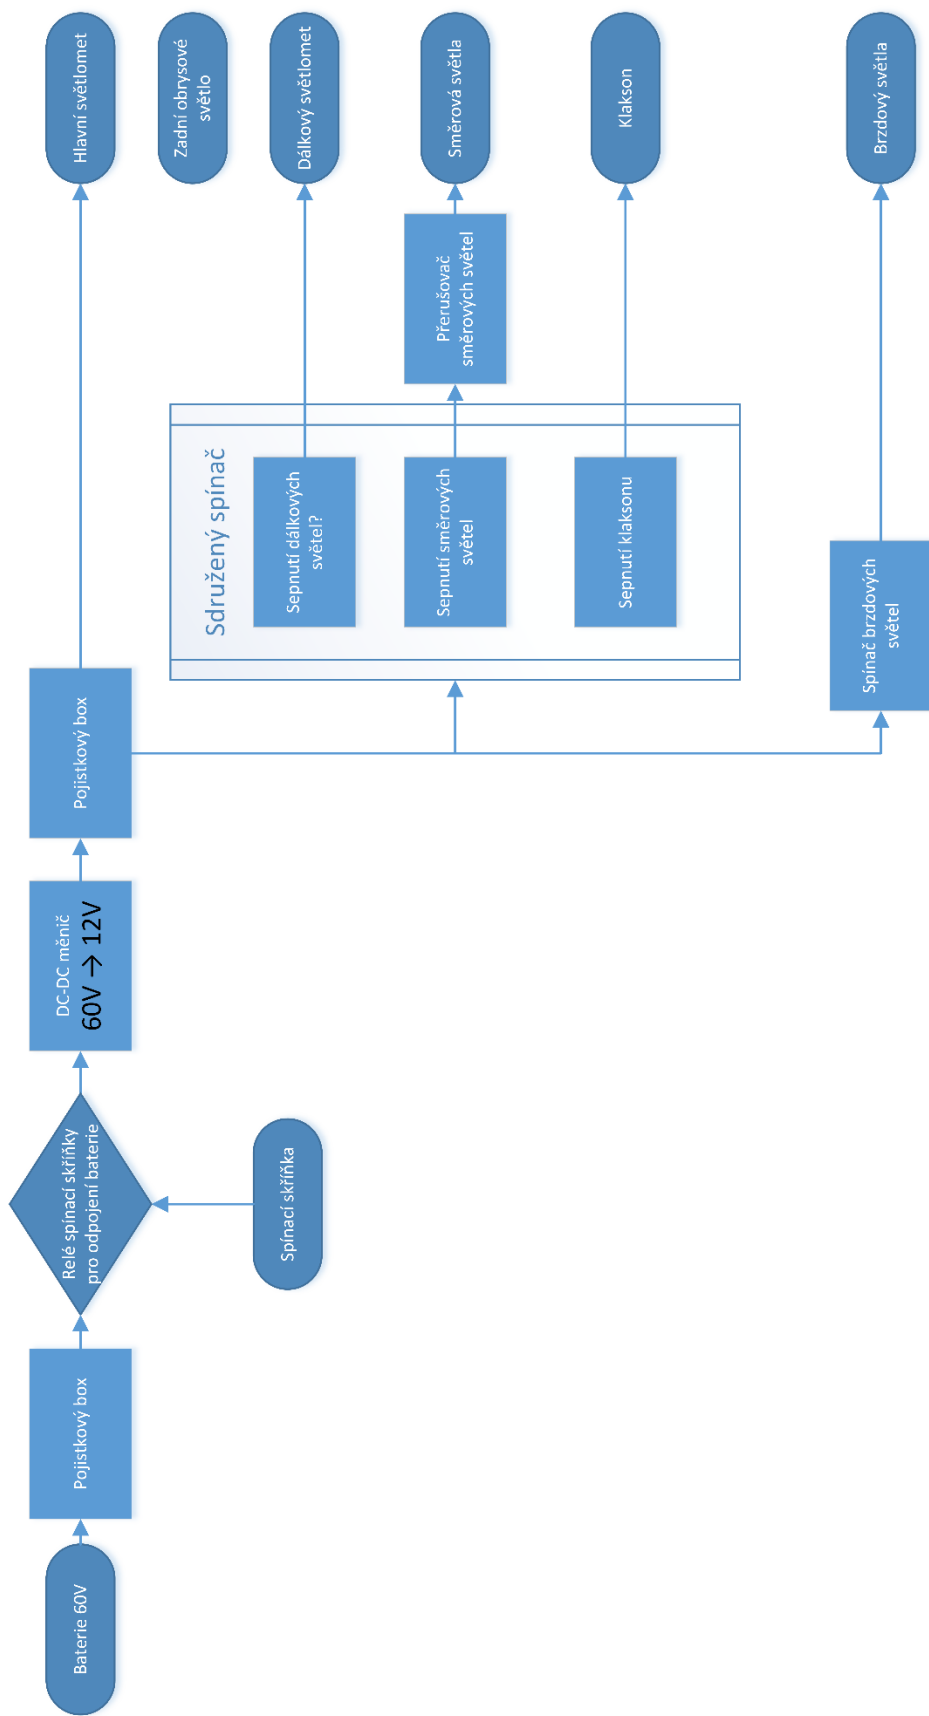 Baterie 60V
Pojistkový box
Relé spínací skříňky
pro odpojení baterie
Spínací skříňka
DC-DC měnič
60V → 12V
Pojistkový box
Sdružený spínač
Sepnutí dálkových
světel?
Sepnutí směrových
světel
Sepnutí klaksonu
Spínač brzdových
světel
Přerušovač
směrových světel
Hlavní světlomet
Zadní obrysové
světlo
Dálkový světlomet
Směrová světla
Klakson
Brzdový světla